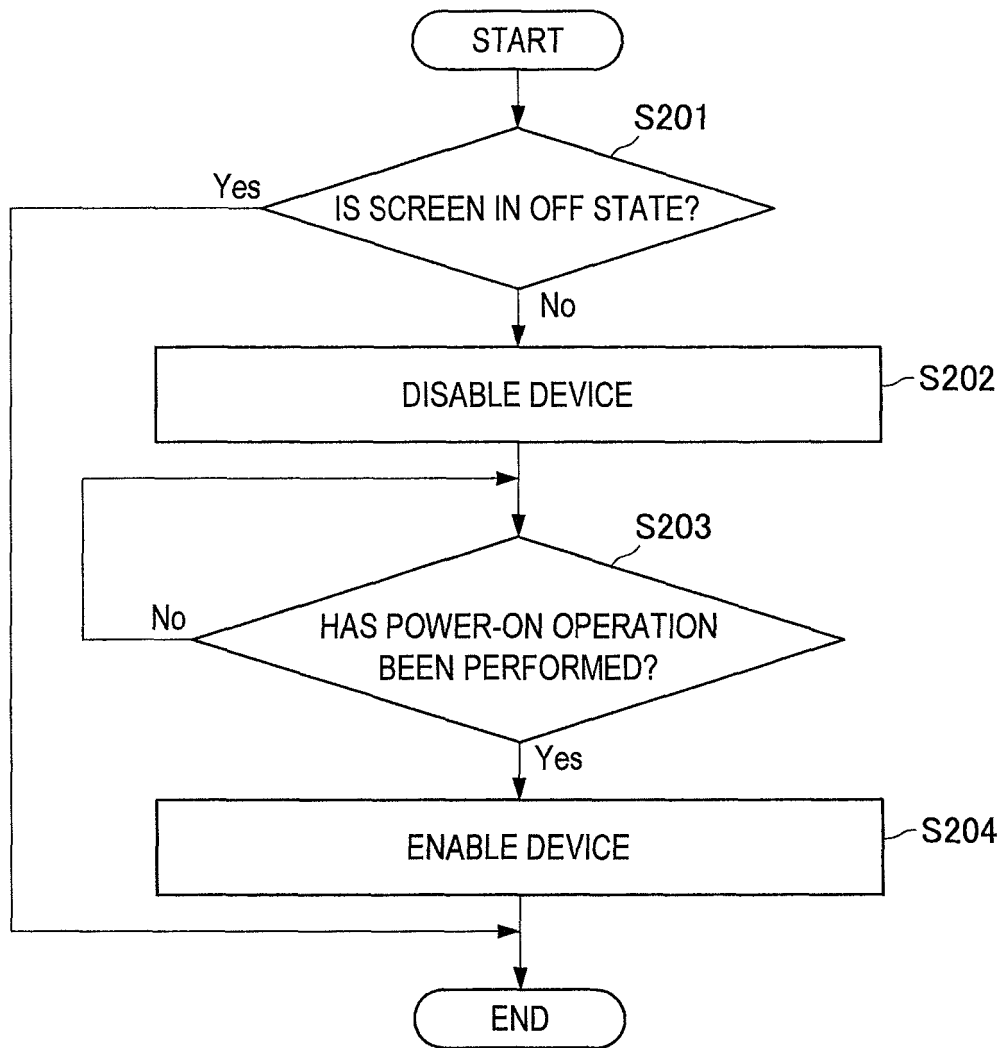 START
S201
Yes
IS SCREEN IN OFF STATE?
No
DISABLE DEVICE
S202
S203
No
HAS POWER-ON OPERATION
BEEN PERFORMED?
Yes
ENABLE DEVICE
S204
END